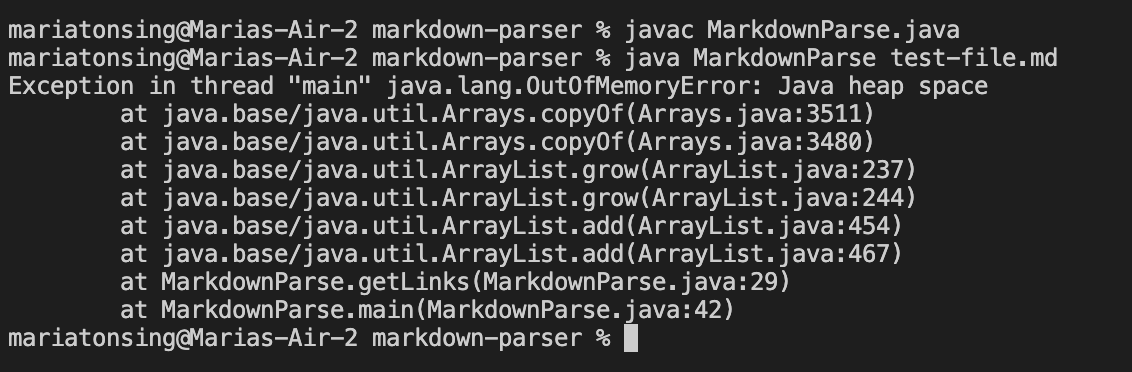 mariatonsing@Marias-Air-2 markdown-parser % javac MarkdownParse.java
mariatonsing@Marias-Air-2 markdown-parser % java MarkdownParse test-file.md
Exception in thread "main" java.lang.OutOfMemoryError: Java heap space
        at java.base/java.util.Arrays.copyOf(Arrays.java:3511)
        at java.base/java.util.Arrays.copyOf(Arrays.java:3480)
        at java.base/java.util.ArrayList.grow(ArrayList.java:237)
        at java.base/java.util.ArrayList.grow(ArrayList.java:244)
        at java.base/java.util.ArrayList.add(ArrayList.java:454)
        at java.base/java.util.ArrayList.add(ArrayList.java:467)
        at MarkdownParse.getLinks(MarkdownParse.java:29)
        at MarkdownParse.main(MarkdownParse.java:42)
mariatonsing@Marias-Air-2 markdown-parser %